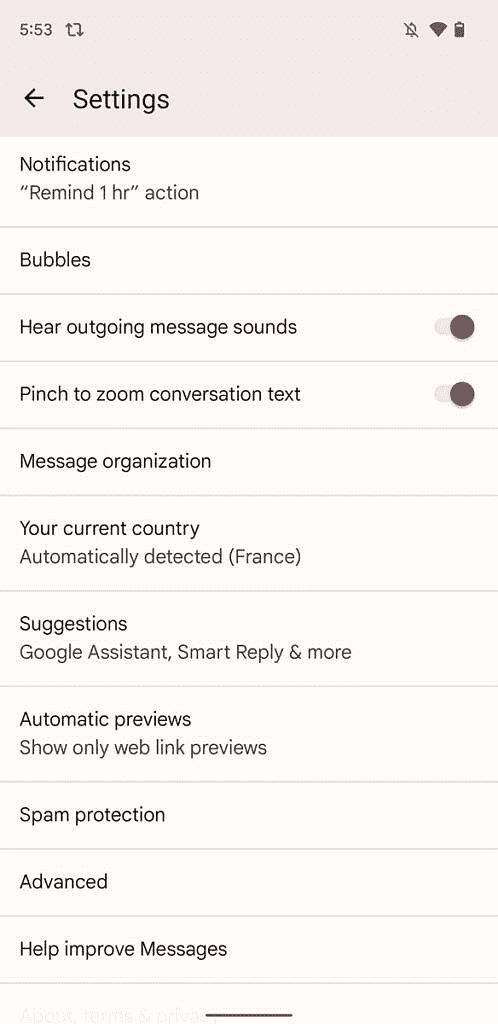 5:53
Settings
Notifications
“Remind 1 hr” action
Bubbles
Hear outgoing message sounds
Pinch to zoom conversation text
Message organization
Your current country
Automatically detected (France)
Suggestions
Google Assistant, Smart Reply & more
Automatic previews
Show only web link previews
Spam protection
Advanced
Help improve Messages
About, terms & privacy